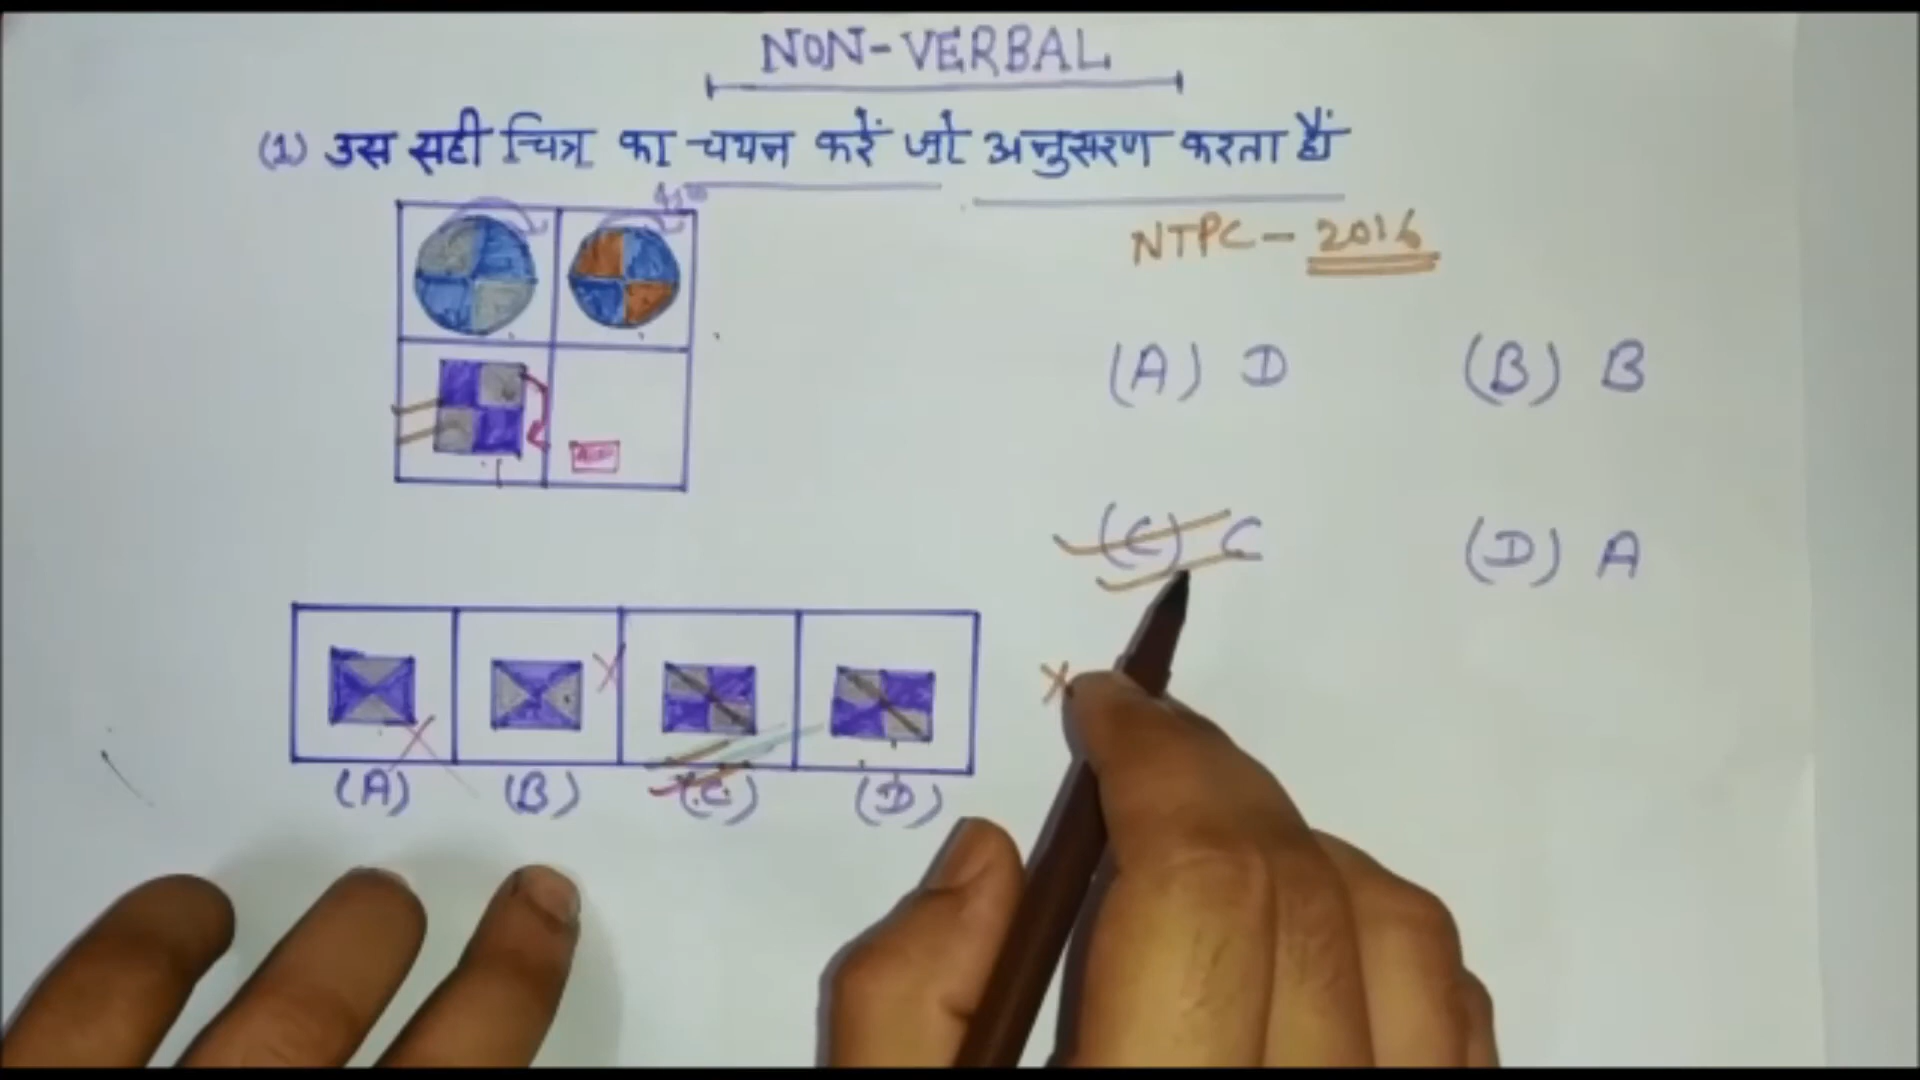 NON-VERBAL
(1) उस सही चित्र का चयन करें जो अनुसरण करता हैं
NTPC - 2016
(A) D (B) B
(C) C (D) A
(A) (B) (C) (D)